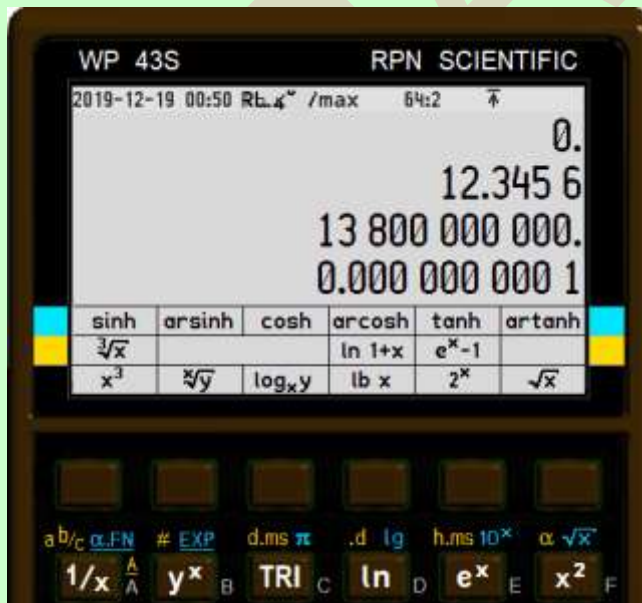 WP 43S RPN SCIENTIFIC
2019-12-19 00:50 /max 64:2
0.
12.345 6
13 800 000 000.
0.000 000 000 1
sinh arsinh cosh arcosh tanh artanh
∛x ln 1+x eˣ-1
x³ ˣ√y logₓy lb x 2ˣ √x
a b/c α.FN # EXP d.ms π .d lg h.ms 10ˣ α √x
1/x A A yˣ B TRI C ln D eˣ E x² F